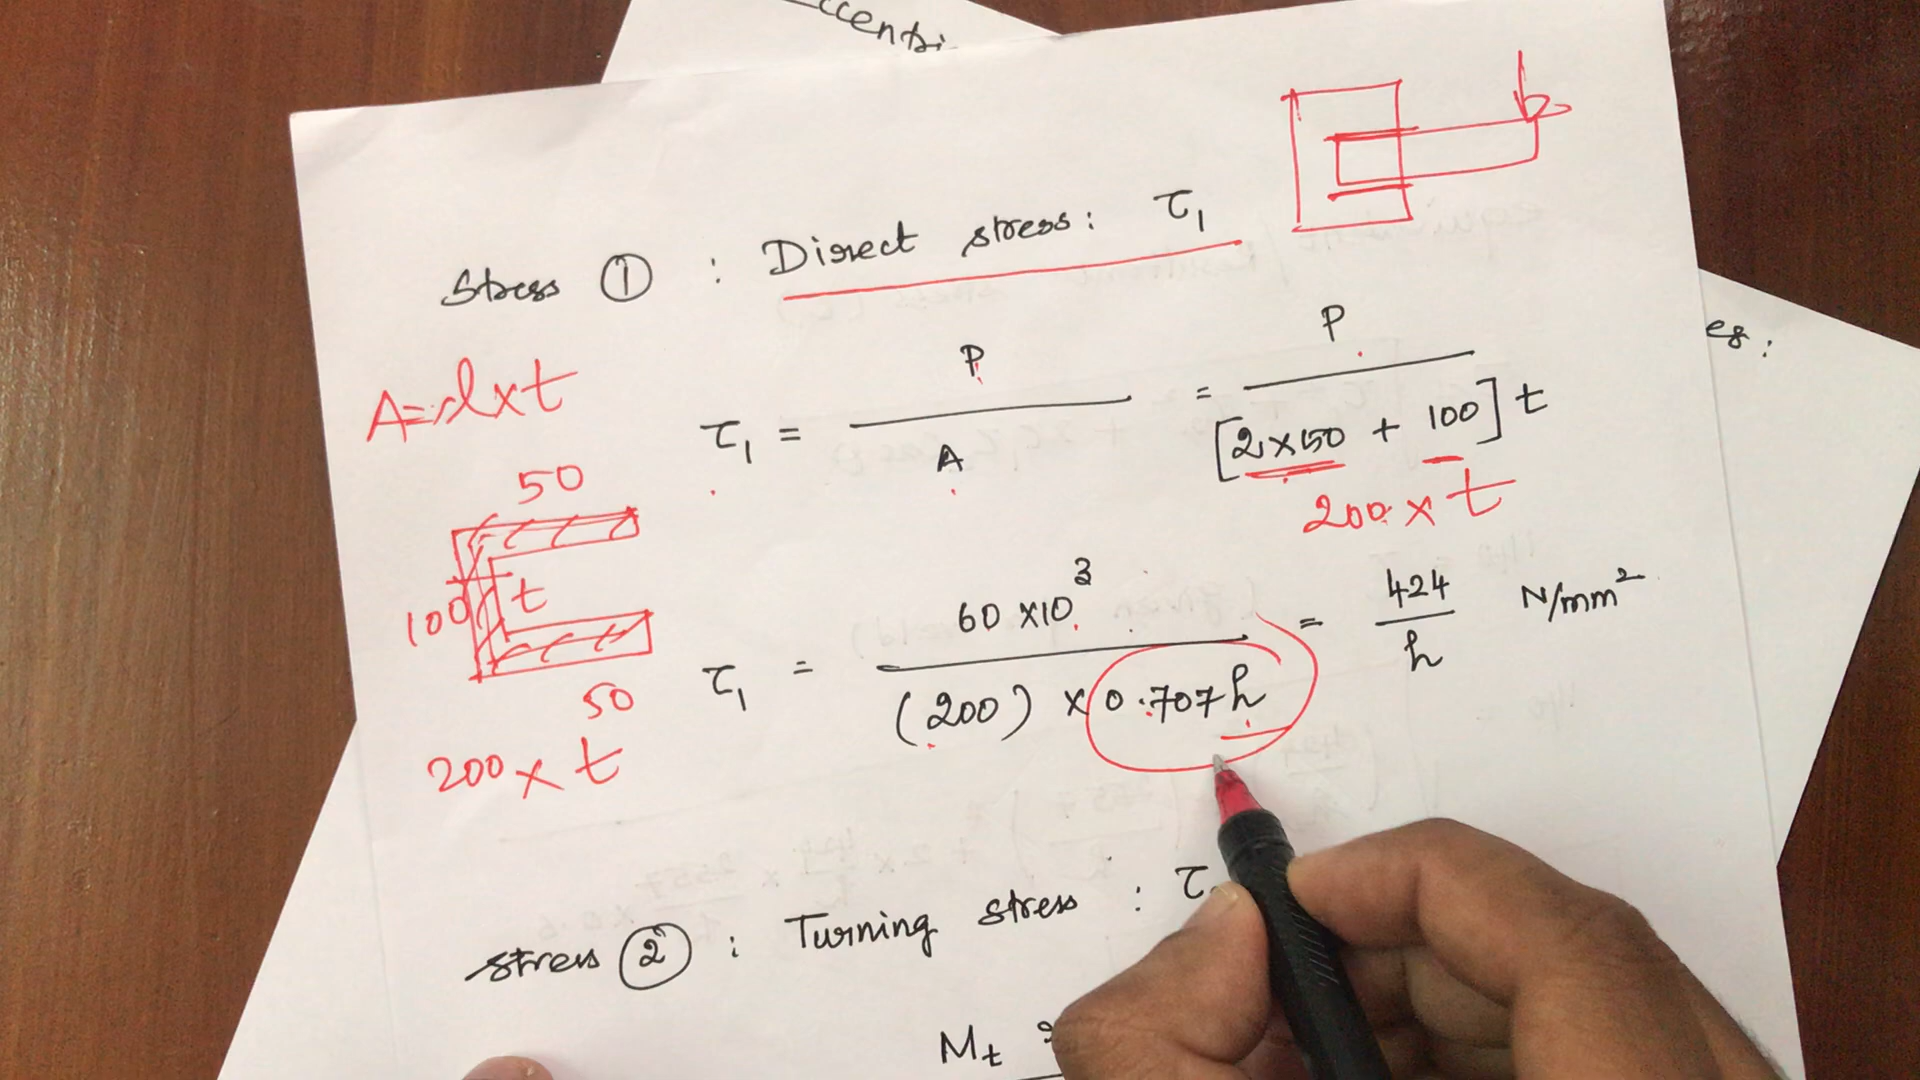 Stress ① : Direct stress : τ₁
A = l x t
τ₁ = P / A = P / [2 x 50 + 100] t
200 x t
50
100
t
50
200 x t
τ₁ = 60 x 10³ / (200) x 0.707h = 424 / h N/mm²
stress ② : Turning stress : τ
Mt
es: